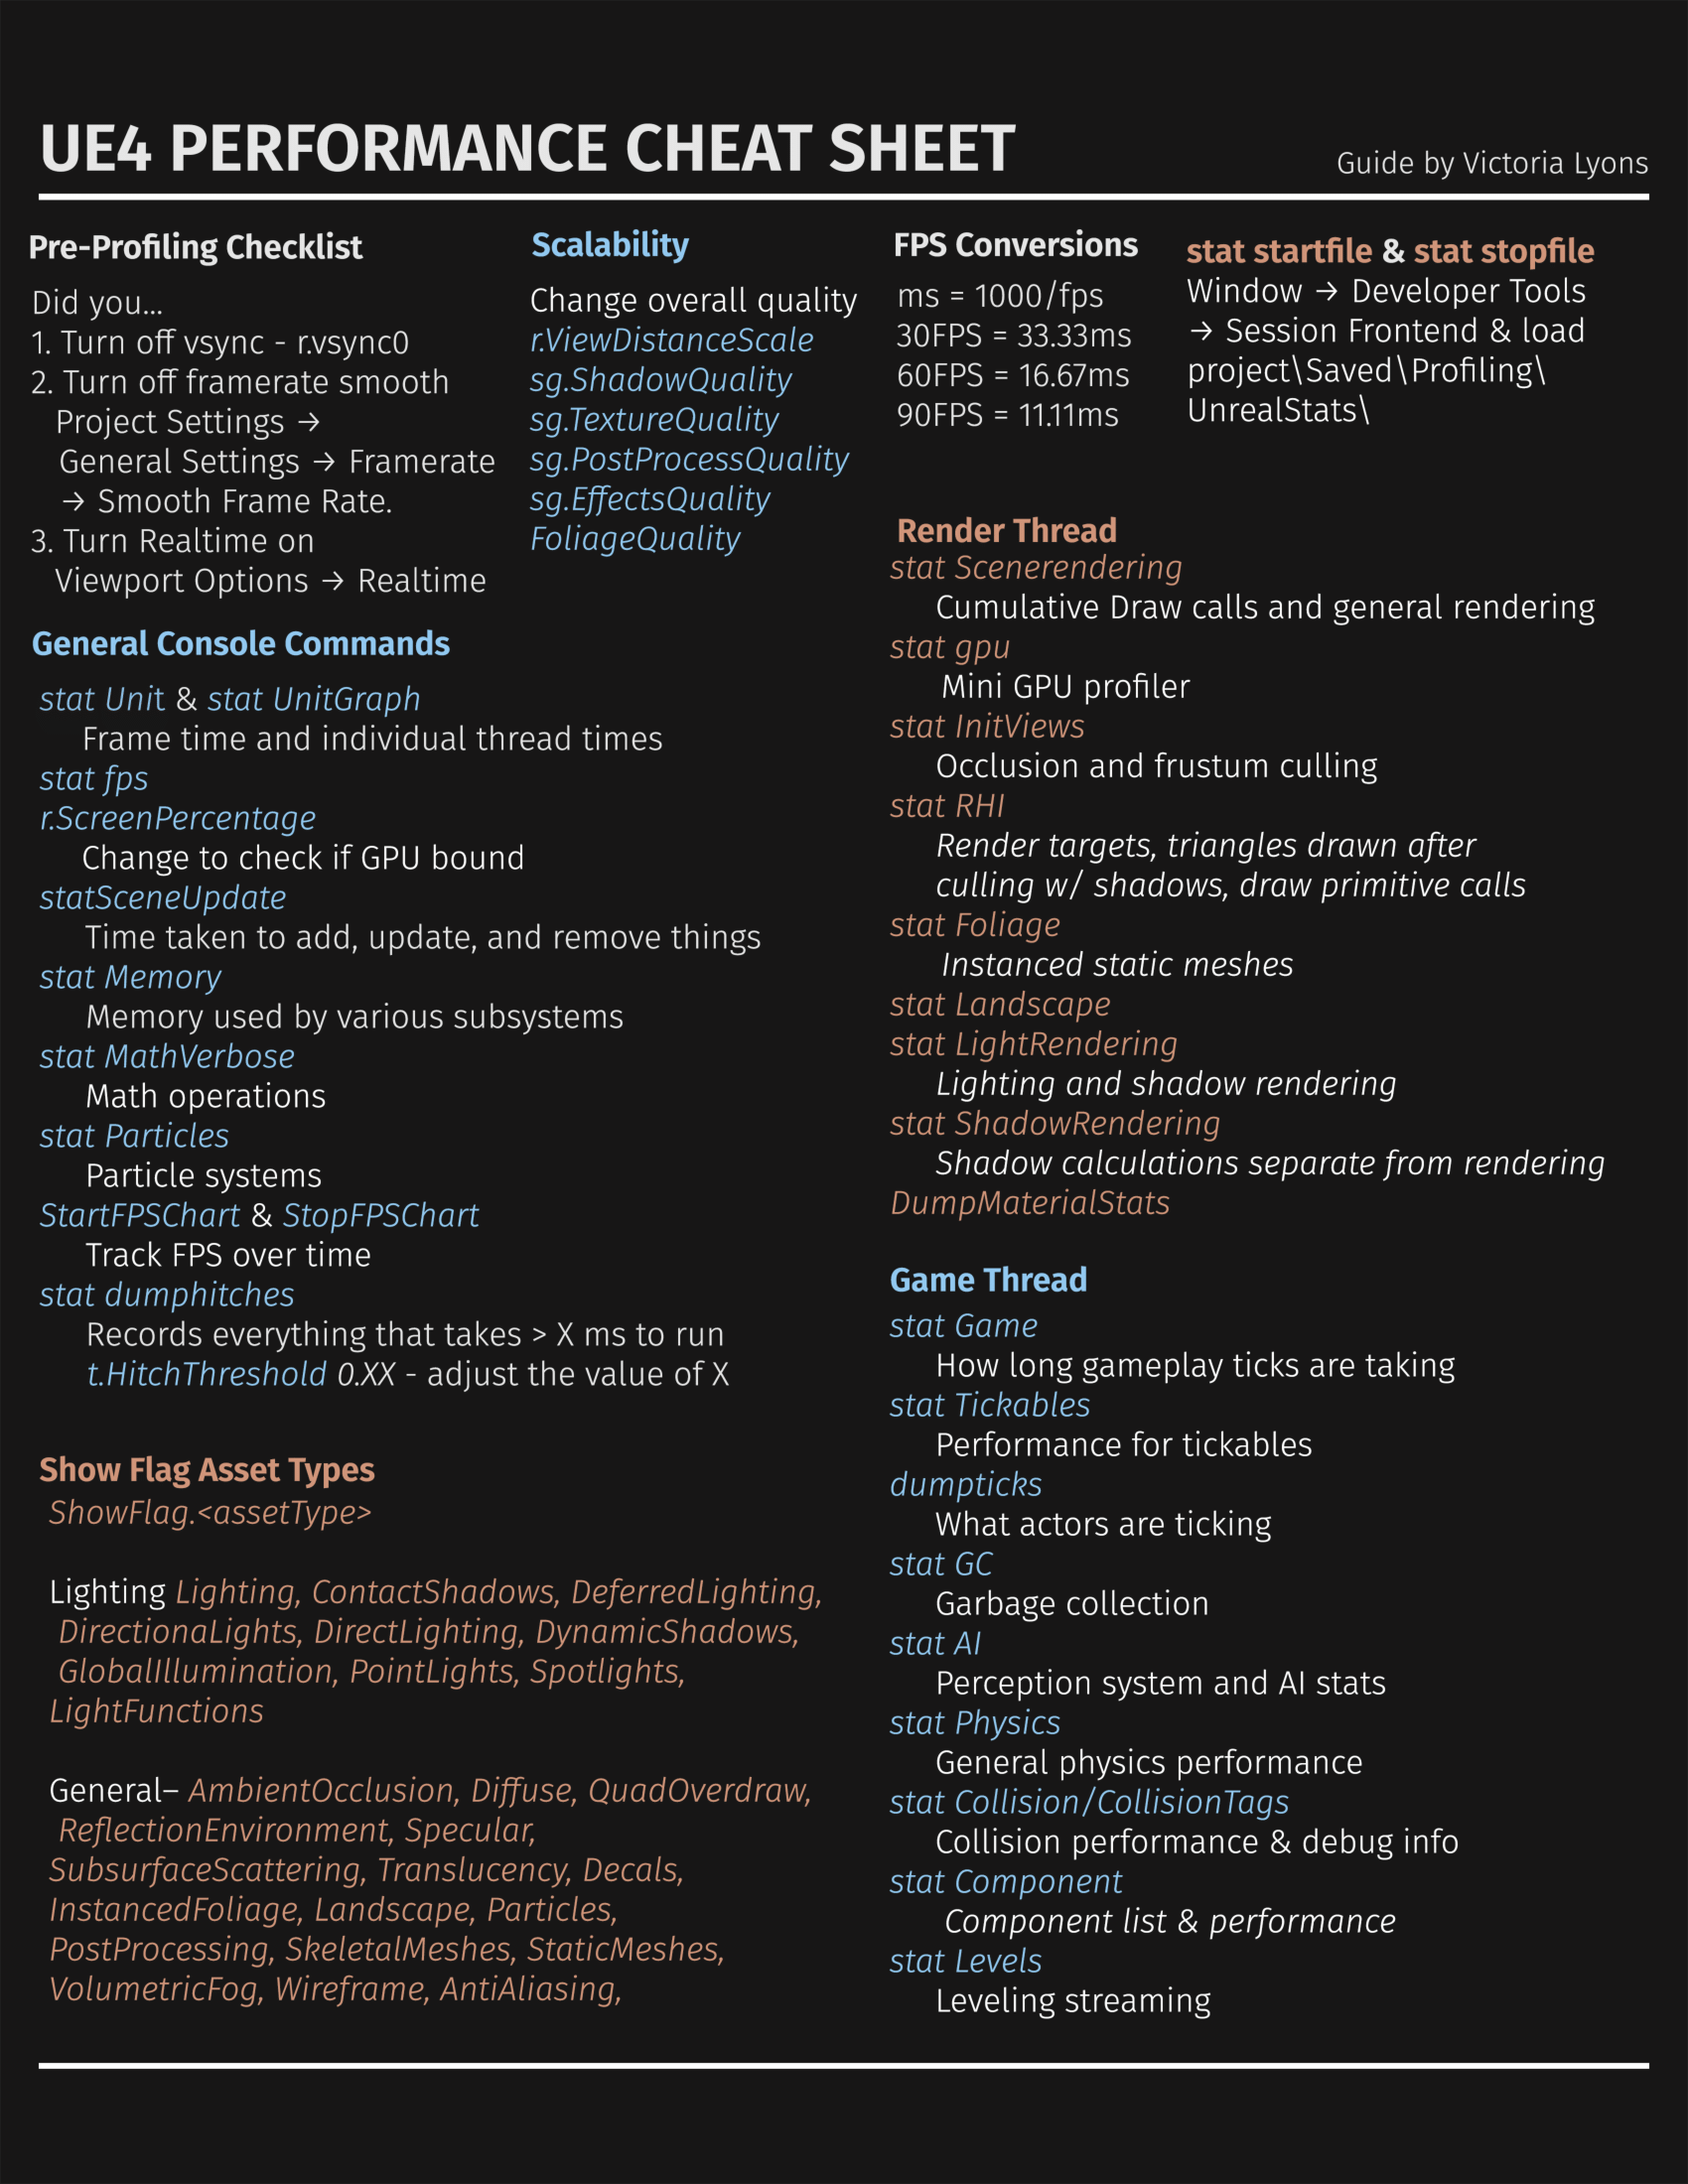 UE4 PERFORMANCE CHEAT SHEET
Guide by Victoria Lyons
Pre-Profiling Checklist
Did you...
1. Turn off vsync - r.vsync0
2. Turn off framerate smooth
Project Settings →
General Settings → Framerate
→ Smooth Frame Rate.
3. Turn Realtime on
Viewport Options → Realtime
Scalability
Change overall quality
r.ViewDistanceScale
sg.ShadowQuality
sg.TextureQuality
sg.PostProcessQuality
sg.EffectsQuality
FoliageQuality
FPS Conversions
ms = 1000/fps
30FPS = 33.33ms
60FPS = 16.67ms
90FPS = 11.11ms
stat startfile & stat stopfile
Window → Developer Tools
→ Session Frontend & load
project\Saved\Profiling\
UnrealStats\
General Console Commands
stat Unit & stat UnitGraph
Frame time and individual thread times
stat fps
r.ScreenPercentage
Change to check if GPU bound
statSceneUpdate
Time taken to add, update, and remove things
stat Memory
Memory used by various subsystems
stat MathVerbose
Math operations
stat Particles
Particle systems
StartFPSChart & StopFPSChart
Track FPS over time
stat dumphitches
Records everything that takes > X ms to run
t.HitchThreshold 0.XX - adjust the value of X
Show Flag Asset Types
ShowFlag.<assetType>
Lighting Lighting, ContactShadows, DeferredLighting,
DirectionaLights, DirectLighting, DynamicShadows,
GlobalIllumination, PointLights, Spotlights,
LightFunctions
General– AmbientOcclusion, Diffuse, QuadOverdraw,
ReflectionEnvironment, Specular,
SubsurfaceScattering, Translucency, Decals,
InstancedFoliage, Landscape, Particles,
PostProcessing, SkeletalMeshes, StaticMeshes,
VolumetricFog, Wireframe, AntiAliasing,
Render Thread
stat Scenerendering
Cumulative Draw calls and general rendering
stat gpu
Mini GPU profiler
stat InitViews
Occlusion and frustum culling
stat RHI
Render targets, triangles drawn after
culling w/ shadows, draw primitive calls
stat Foliage
Instanced static meshes
stat Landscape
stat LightRendering
Lighting and shadow rendering
stat ShadowRendering
Shadow calculations separate from rendering
DumpMaterialStats
Game Thread
stat Game
How long gameplay ticks are taking
stat Tickables
Performance for tickables
dumpticks
What actors are ticking
stat GC
Garbage collection
stat AI
Perception system and AI stats
stat Physics
General physics performance
stat Collision/CollisionTags
Collision performance & debug info
stat Component
Component list & performance
stat Levels
Leveling streaming